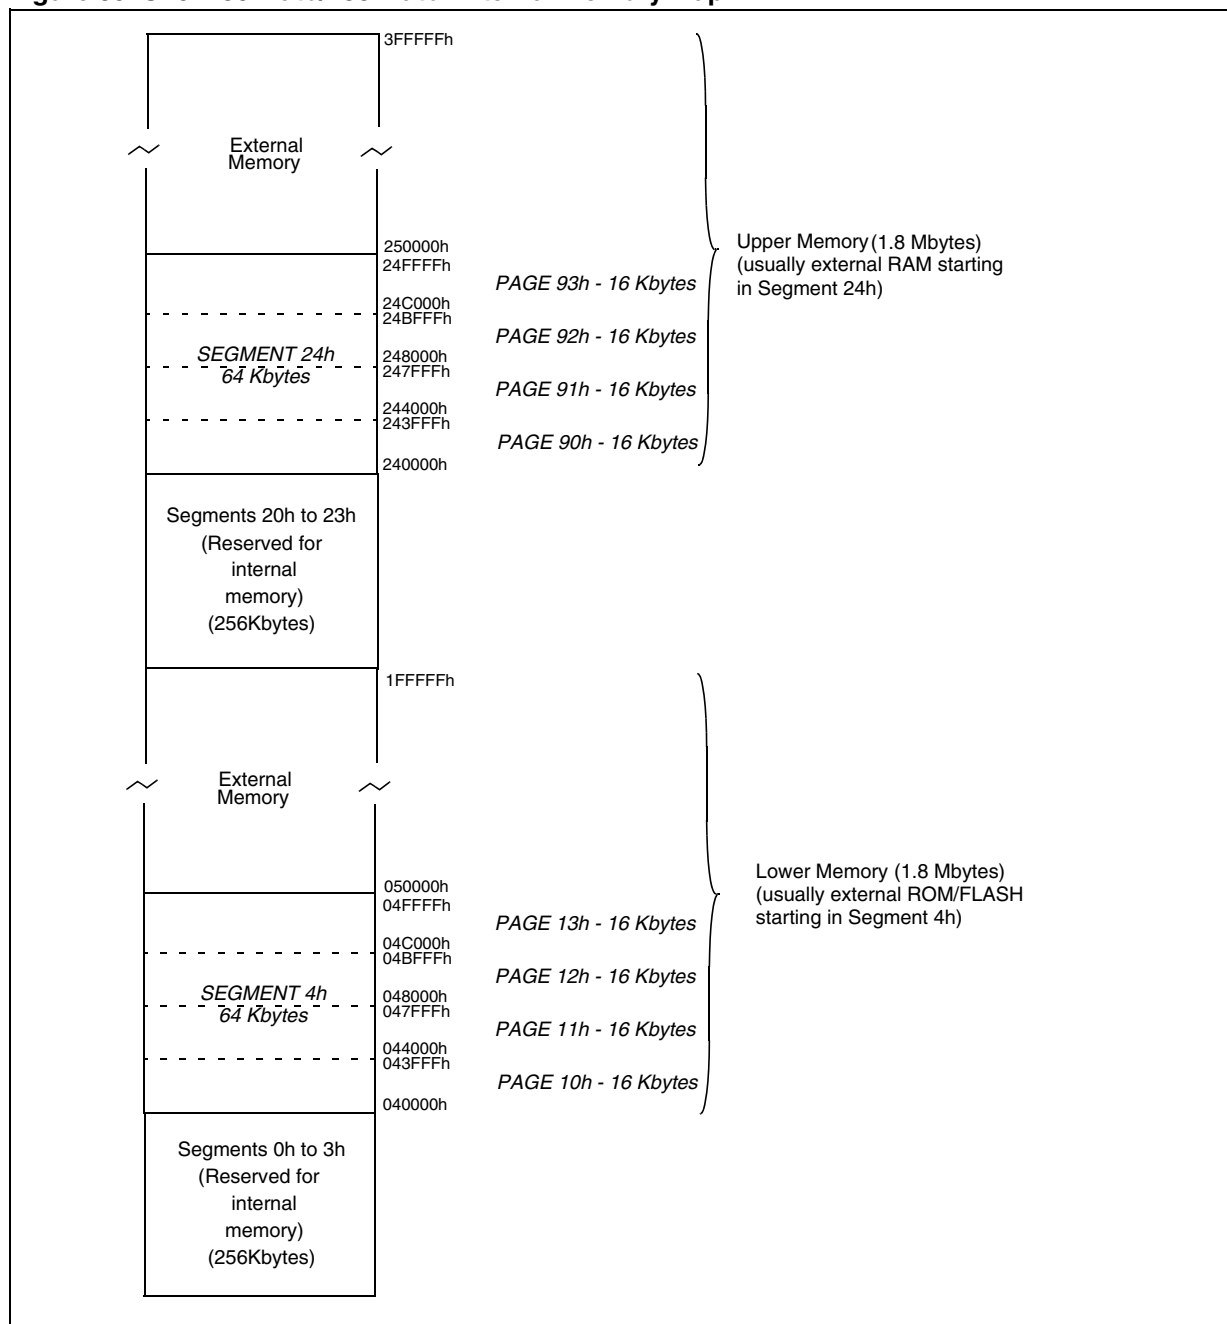 3FFFFFh
External
Memory
Upper Memory (1.8 Mbytes)
(usually external RAM starting
in Segment 24h)
250000h
24FFFFh
PAGE 93h - 16 Kbytes
24C000h
24BFFFh
PAGE 92h - 16 Kbytes
SEGMENT 24h
64 Kbytes
248000h
247FFFh
PAGE 91h - 16 Kbytes
244000h
243FFFh
PAGE 90h - 16 Kbytes
240000h
Segments 20h to 23h
(Reserved for
internal
memory)
(256Kbytes)
1FFFFFh
External
Memory
Lower Memory (1.8 Mbytes)
(usually external ROM/FLASH
starting in Segment 4h)
050000h
04FFFFh
PAGE 13h - 16 Kbytes
04C000h
04BFFFh
PAGE 12h - 16 Kbytes
SEGMENT 4h
64 Kbytes
048000h
047FFFh
PAGE 11h - 16 Kbytes
044000h
043FFFh
PAGE 10h - 16 Kbytes
040000h
Segments 0h to 3h
(Reserved for
internal
memory)
(256Kbytes)